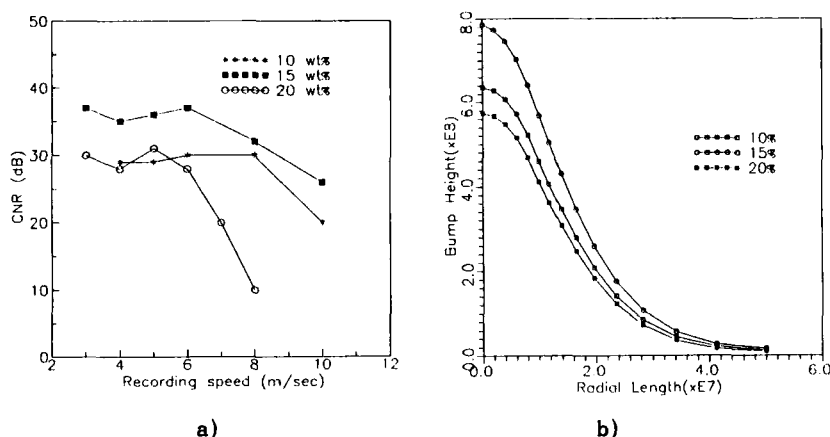 50
40
30
20
10
0
CNR (dB)
10 wt%
15 wt%
20 wt%
2
4
6
8
10
12
Recording speed (m/sec)
a)
8.0
6.0
4.0
2.0
0.0
Bump Height(xE8)
10%
15%
20%
0.0
2.0
4.0
6.0
Radial Length(xE7)
b)